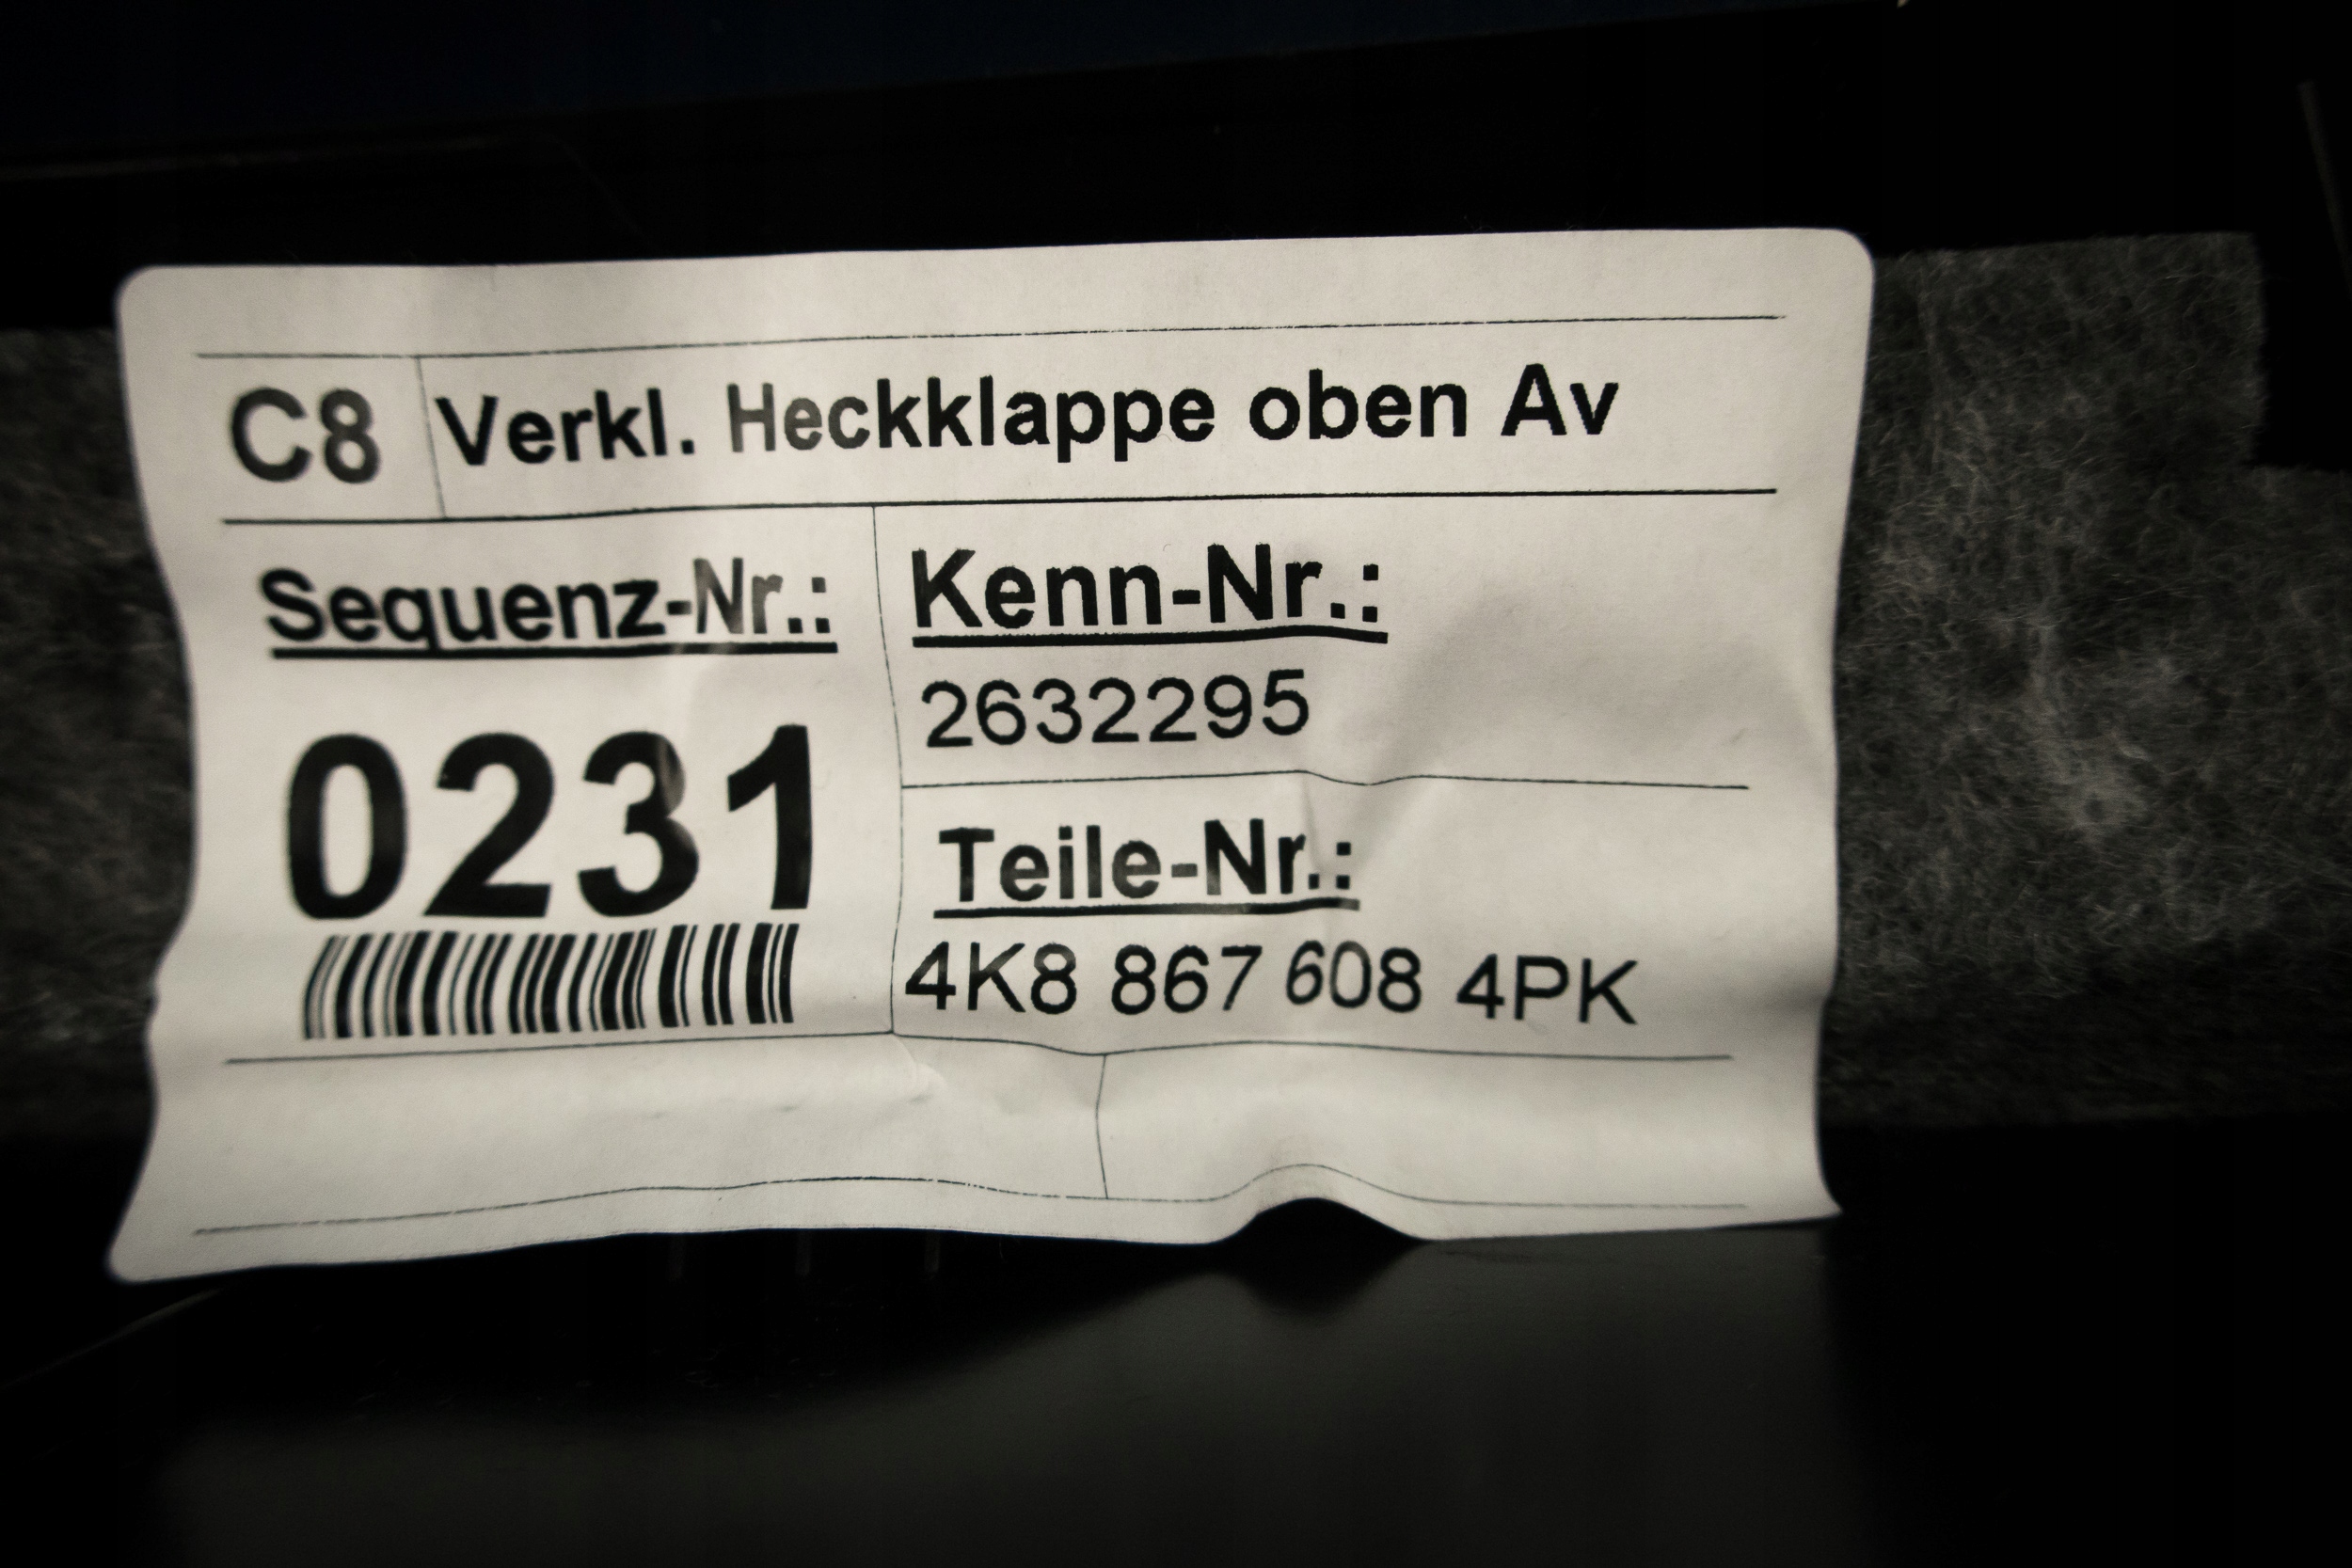 C8 Verkl. Heckklappe oben Av
Sequenz-Nr.:
0231
Kenn-Nr.:
2632295
Teile-Nr.:
4K8 867 608 4PK